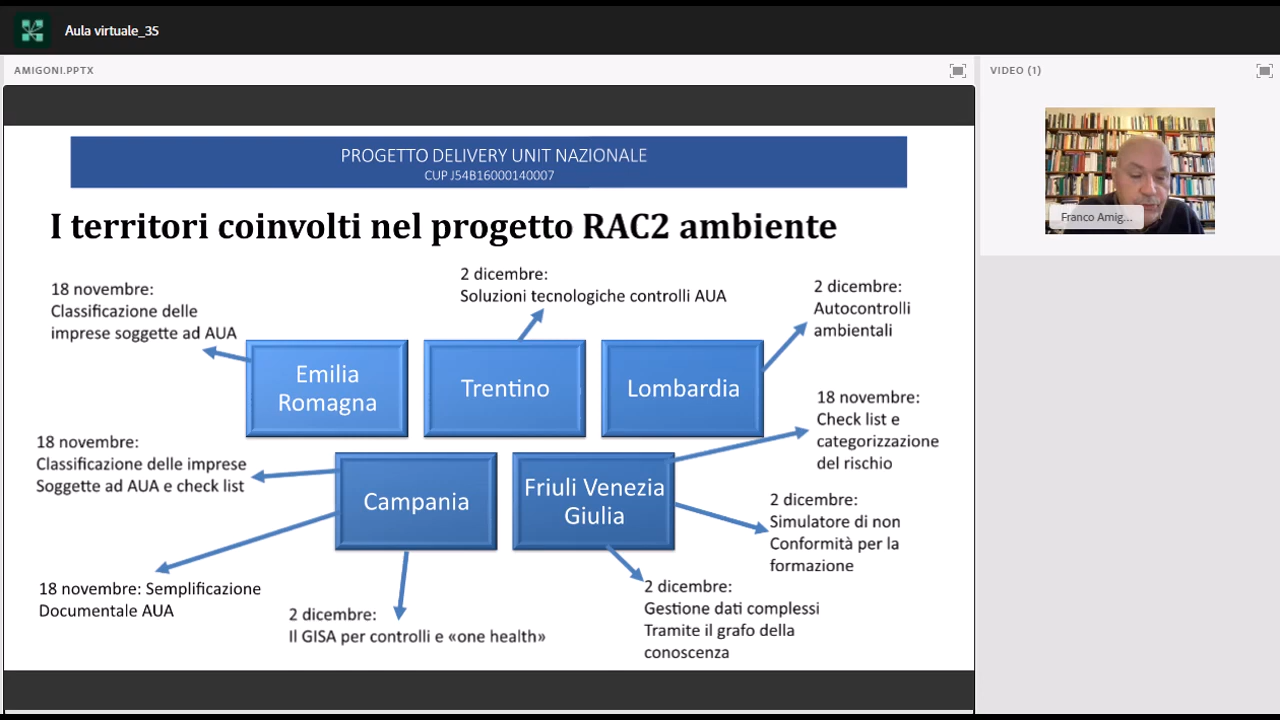 Aula virtuale_35
AMIGONI.PPTX
VIDEO (1)
Franco Amig...
PROGETTO DELIVERY UNIT NAZIONALE
CUP J54B16000140007
I territori coinvolti nel progetto RAC2 ambiente
18 novembre:
Classificazione delle
imprese soggette ad AUA
2 dicembre:
Soluzioni tecnologiche controlli AUA
2 dicembre:
Autocontrolli
ambientali
Emilia
Romagna
Trentino
Lombardia
18 novembre:
Check list e
categorizzazione
del rischio
18 novembre:
Classificazione delle imprese
Soggette ad AUA e check list
Campania
Friuli Venezia
Giulia
2 dicembre:
Simulatore di non
Conformità per la
formazione
18 novembre: Semplificazione
Documentale AUA
2 dicembre:
Il GISA per controlli e «one health»
2 dicembre:
Gestione dati complessi
Tramite il grafo della
conoscenza